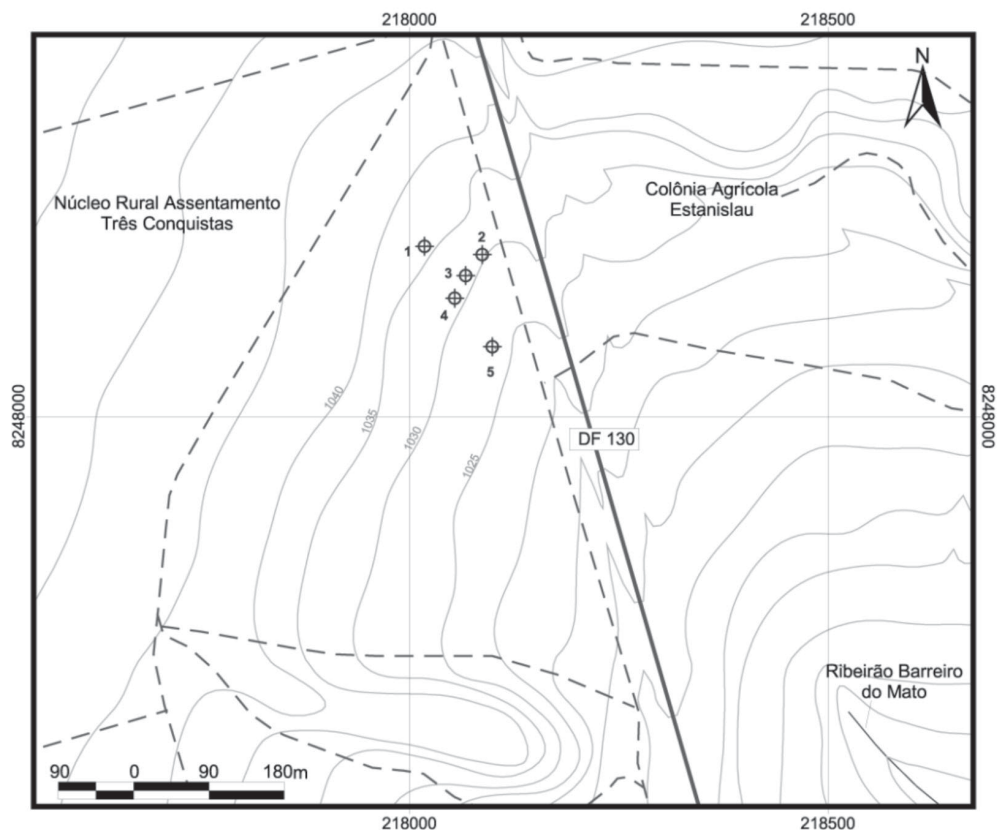 218000
218500
N
Núcleo Rural Assentamento
Três Conquistas
Colônia Agrícola
Estanislau
1
2
3
4
5
8248000
8248000
1040
1035
1030
1025
DF 130
Ribeirão Barreiro
do Mato
90 0 90 180m
218000
218500